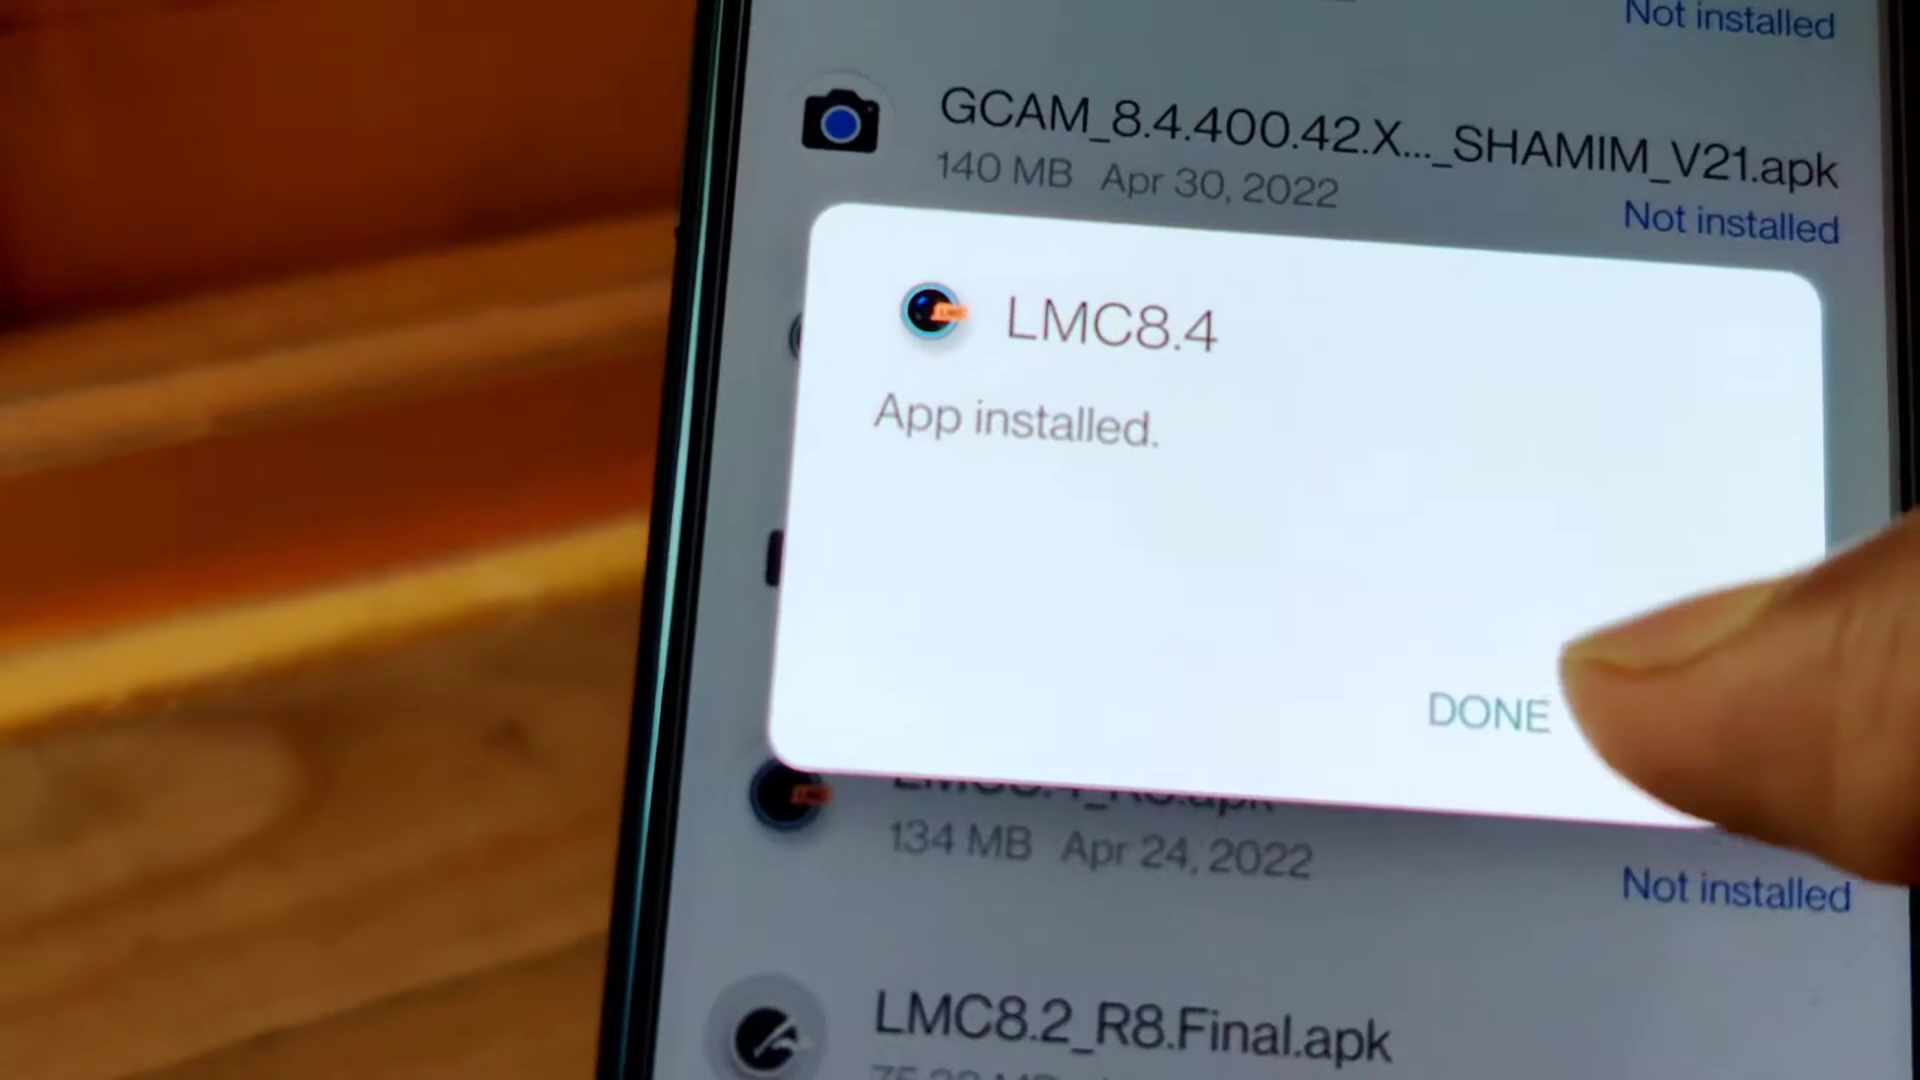 Not installed
GCAM_8.4.400.42.X..._SHAMIM_V21.apk
140 MB Apr 30, 2022
Not installed
LMC8.4
App installed.
DONE
134 MB Apr 24, 2022
Not installed
LMC8.2_R8.Final.apk